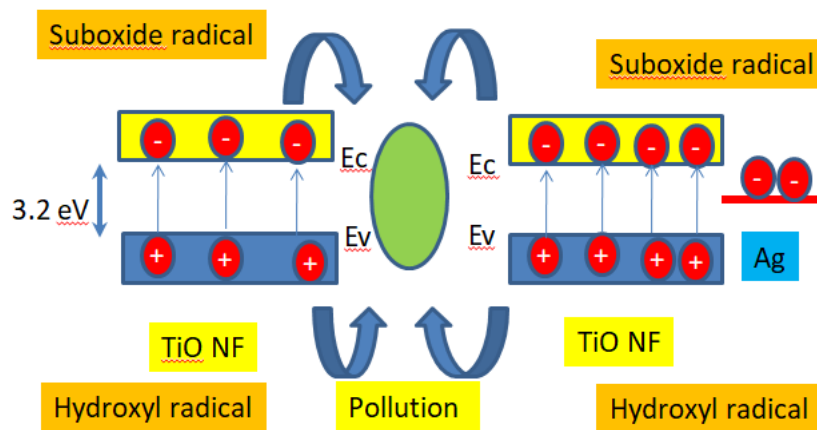 Suboxide radical
Suboxide radical
- - -
- - - -
Ec
Ec
- -
3.2 eV
Ev
Ev
+ + +
+ + + +
Ag
TiO NF
TiO NF
Hydroxyl radical
Pollution
Hydroxyl radical